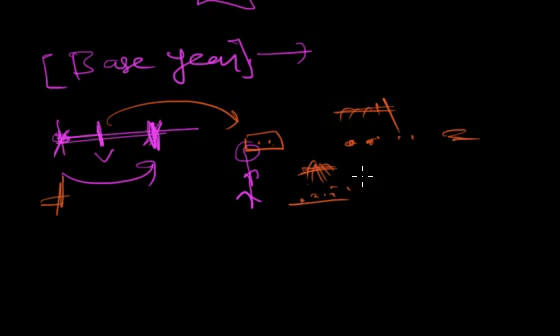 [Base year] →